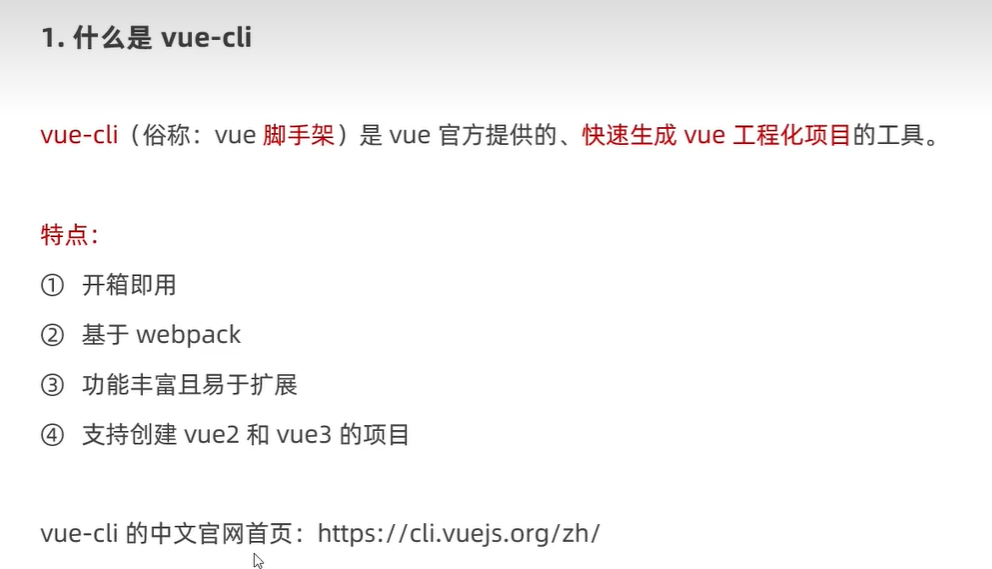 1. 什么是 vue-cli
vue-cli（俗称：vue 脚手架）是 vue 官方提供的、快速生成 vue 工程化项目的工具。
特点：
① 开箱即用
② 基于 webpack
③ 功能丰富且易于扩展
④ 支持创建 vue2 和 vue3 的项目
vue-cli 的中文官网首页：https://cli.vuejs.org/zh/